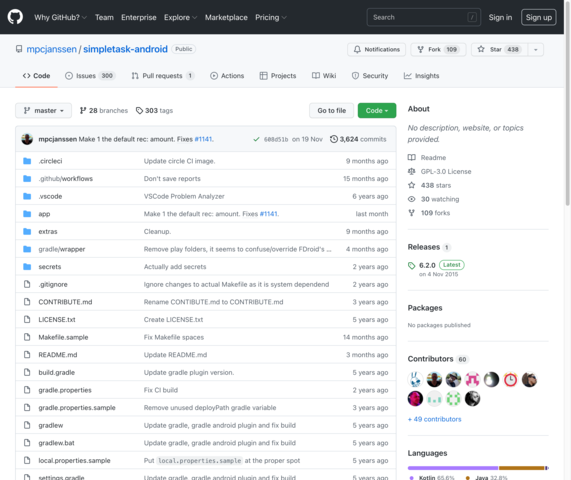 Why GitHub? Team Enterprise Explore Marketplace Pricing Search / Sign in Sign up
mpcjanssen / simpletask-android Public Notifications Fork 109 Star 438
Code Issues 300 Pull requests 1 Actions Projects Wiki Security Insights
master 28 branches 303 tags Go to file Code
mpcjanssen Make 1 the default rec: amount. Fixes #1141. 608d51b on 19 Nov 3,624 commits
.circleci Update circle CI image. 9 months ago
.github/workflows Don't save reports 15 months ago
.vscode VSCode Problem Analyzer 6 years ago
app Make 1 the default rec: amount. Fixes #1141. last month
extras Cleanup. 9 months ago
gradle/wrapper Remove play folders, it seems to confuse/override FDroid's ... 4 months ago
secrets Actually add secrets 2 years ago
.gitignore Ignore changes to actual Makefile as it is system dependend 2 years ago
CONTRIBUTE.md Rename CONTIBUTE.md to CONTRIBUTE.md 3 years ago
LICENSE.txt Create LICENSE.txt 5 years ago
Makefile.sample Fix Makefile spaces 14 months ago
README.md Update README.md 3 months ago
build.gradle Update gradle plugin version. 5 years ago
gradle.properties Fix CI build 2 years ago
gradle.properties.sample Remove unused deployPath gradle variable 3 years ago
gradlew Update gradle, gradle android plugin and fix build 5 years ago
gradlew.bat Update gradle, gradle android plugin and fix build 5 years ago
local.properties.sample Put local.properties.sample at the proper spot 5 years ago
settings.gradle Update gradle, gradle android plugin and fix build 5 years ago
About
No description, website, or topics
provided.
Readme
GPL-3.0 License
438 stars
30 watching
109 forks
Releases 1
6.2.0 Latest
on 4 Nov 2015
Packages
No packages published
Contributors 60
+ 49 contributors
Languages
Kotlin 65.6% Java 32.8%